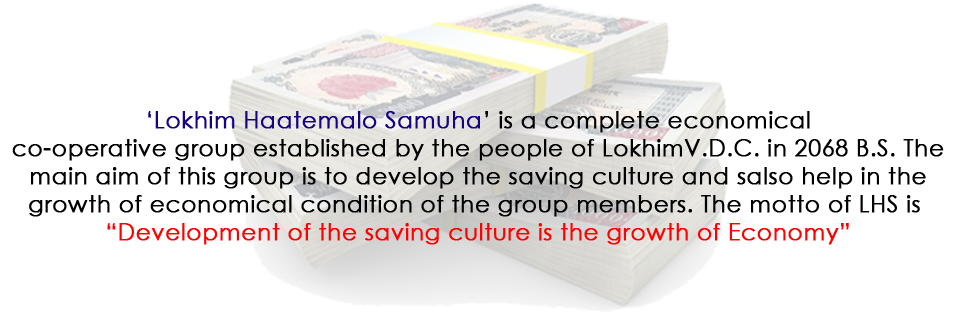 ‘Lokhim Haatemalo Samuha’ is a complete economical
co-operative group established by the people of LokhimV.D.C. in 2068 B.S. The
main aim of this group is to develop the saving culture and salso help in the
growth of economical condition of the group members. The motto of LHS is
“Development of the saving culture is the growth of Economy”